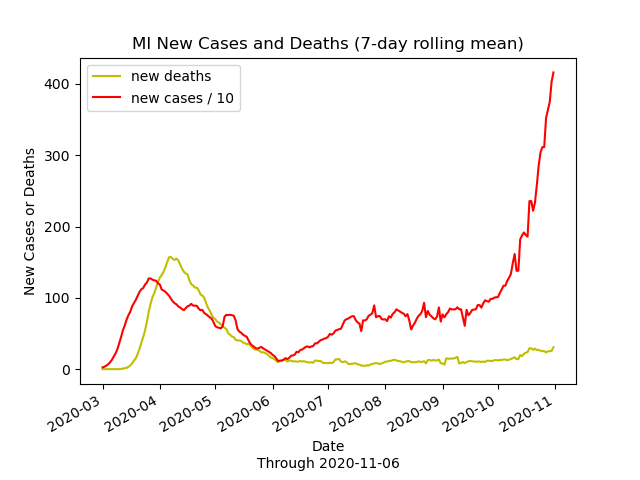 MI New Cases and Deaths (7-day rolling mean)
new deaths
new cases / 10
New Cases or Deaths
400
300
200
100
0
2020-03
2020-04
2020-05
2020-06
2020-07
2020-08
2020-09
2020-10
2020-11
Date
Through 2020-11-06